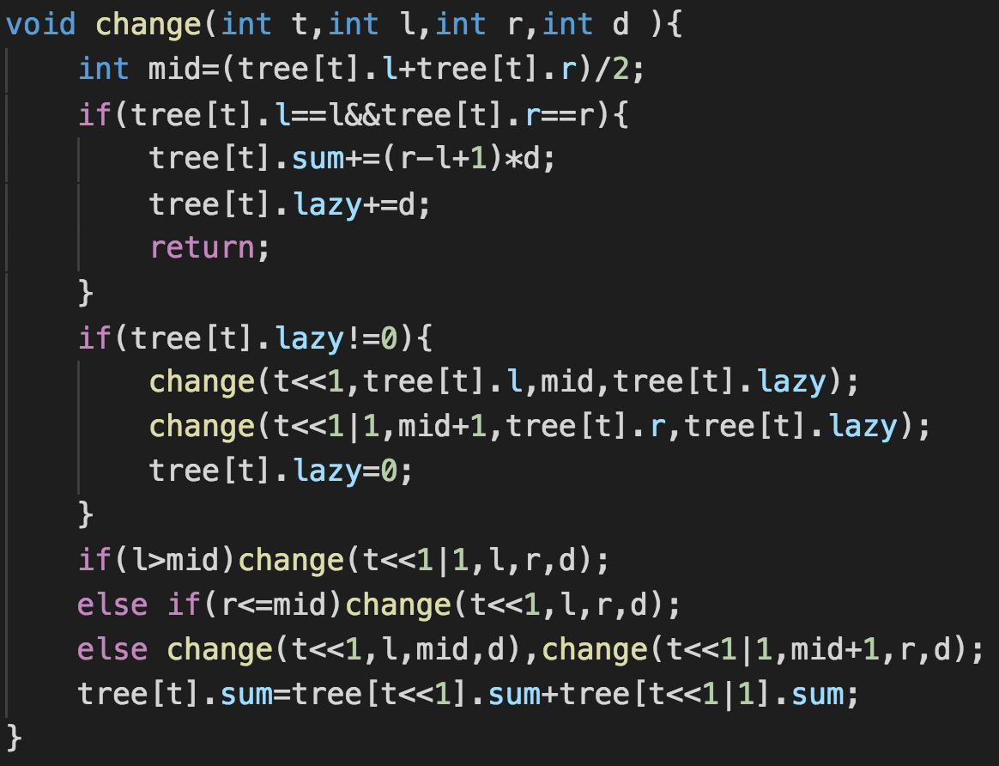 void change(int t,int l,int r,int d ){
    int mid=(tree[t].l+tree[t].r)/2;
    if(tree[t].l==l&&tree[t].r==r){
        tree[t].sum+=(r-l+1)*d;
        tree[t].lazy+=d;
        return;
    }
    if(tree[t].lazy!=0){
        change(t<<1,tree[t].l,mid,tree[t].lazy);
        change(t<<1|1,mid+1,tree[t].r,tree[t].lazy);
        tree[t].lazy=0;
    }
    if(l>mid)change(t<<1|1,l,r,d);
    else if(r<=mid)change(t<<1,l,r,d);
    else change(t<<1,l,mid,d),change(t<<1|1,mid+1,r,d);
    tree[t].sum=tree[t<<1].sum+tree[t<<1|1].sum;
}